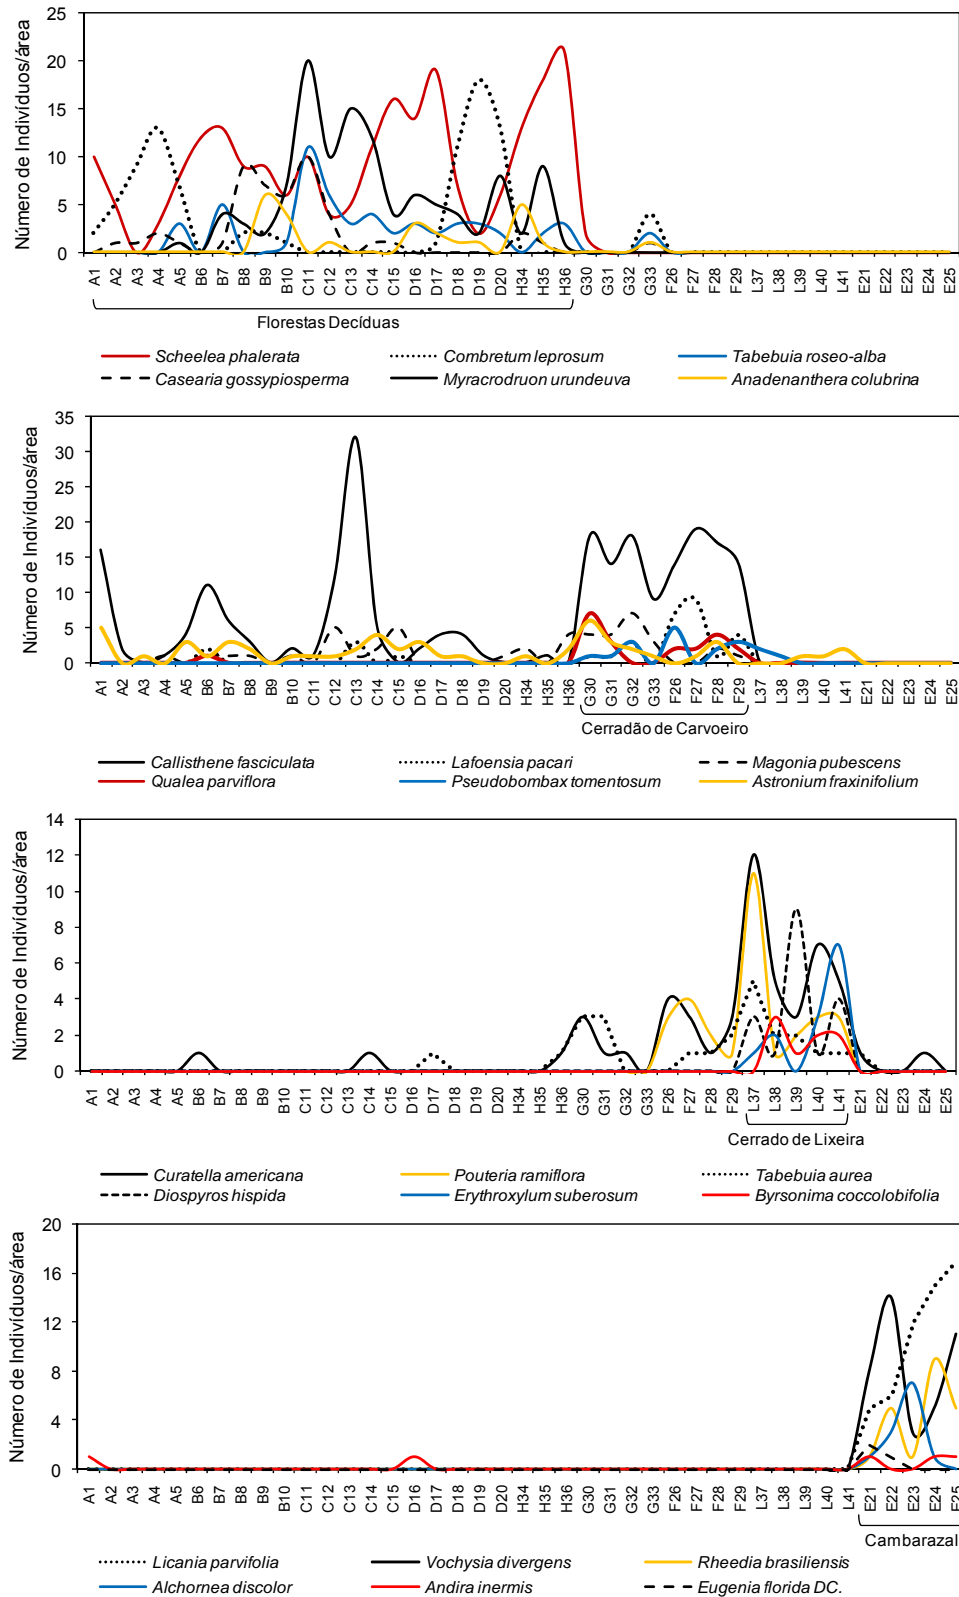 Número de Indivíduos/área
25
20
15
10
5
0
A1 A2 A3 A4 A5 B6 B7 B8 B9 B10 C11 C12 C13 C14 C15 D16 D17 D18 D19 D20 H34 H35 H36 G30 G31 G32 G33 F26 F27 F28 F29 L37 L38 L39 L40 L41 E21 E22 E23 E24 E25
Florestas Decíduas
Scheelea phalerata Combretum leprosum Tabebuia roseo-alba
Casearia gossypiosperma Myracrodruon urundeuva Anadenanthera colubrina
Número de Indivíduos/área
35
30
25
20
15
10
5
0
A1 A2 A3 A4 A5 B6 B7 B8 B9 B10 C11 C12 C13 C14 C15 D16 D17 D18 D19 D20 H34 H35 H36 G30 G31 G32 G33 F26 F27 F28 F29 L37 L38 L39 L40 L41 E21 E22 E23 E24 E25
Cerradão de Carvoeiro
Callisthene fasciculata Lafoensia pacari Magonia pubescens
Qualea parviflora Pseudobombax tomentosum Astronium fraxinifolium
Número de Indivíduos/área
14
12
10
8
6
4
2
0
A1 A2 A3 A4 A5 B6 B7 B8 B9 B10 C11 C12 C13 C14 C15 D16 D17 D18 D19 D20 H34 H35 H36 G30 G31 G32 G33 F26 F27 F28 F29 L37 L38 L39 L40 L41 E21 E22 E23 E24 E25
Cerrado de Lixeira
Curatella americana Pouteria ramiflora Tabebuia aurea
Diospyros hispida Erythroxylum suberosum Byrsonima coccolobifolia
Número de Indivíduos/área
20
16
12
8
4
0
A1 A2 A3 A4 A5 B6 B7 B8 B9 B10 C11 C12 C13 C14 C15 D16 D17 D18 D19 D20 H34 H35 H36 G30 G31 G32 G33 F26 F27 F28 F29 L37 L38 L39 L40 L41 E21 E22 E23 E24 E25
Cambarazal
Licania parvifolia Vochysia divergens Rheedia brasiliensis
Alchornea discolor Andira inermis Eugenia florida DC.